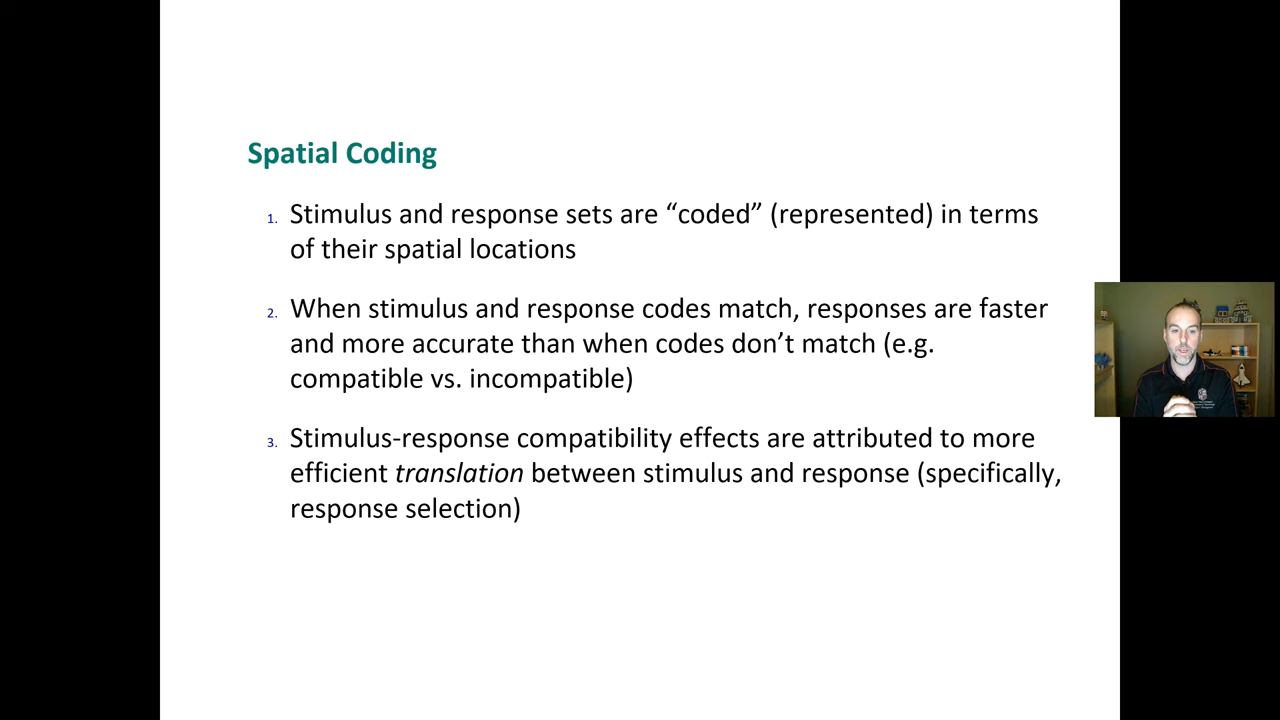 Spatial Coding
1. Stimulus and response sets are “coded” (represented) in terms
of their spatial locations
2. When stimulus and response codes match, responses are faster
and more accurate than when codes don’t match (e.g.
compatible vs. incompatible)
3. Stimulus-response compatibility effects are attributed to more
efficient translation between stimulus and response (specifically,
response selection)